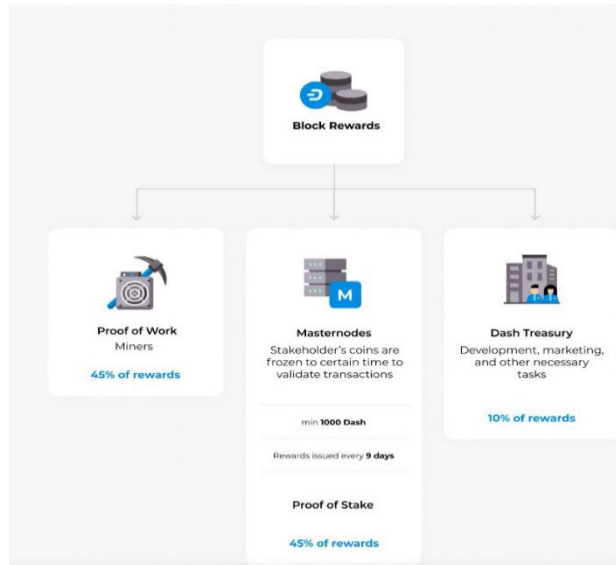 Block Rewards
Proof of Work
Miners
45% of rewards
M
Masternodes
Stakeholder's coins are
frozen to certain time to
validate transactions
min 1000 Dash
Rewards issued every 9 days
Proof of Stake
45% of rewards
Dash Treasury
Development, marketing,
and other necessary
tasks
10% of rewards